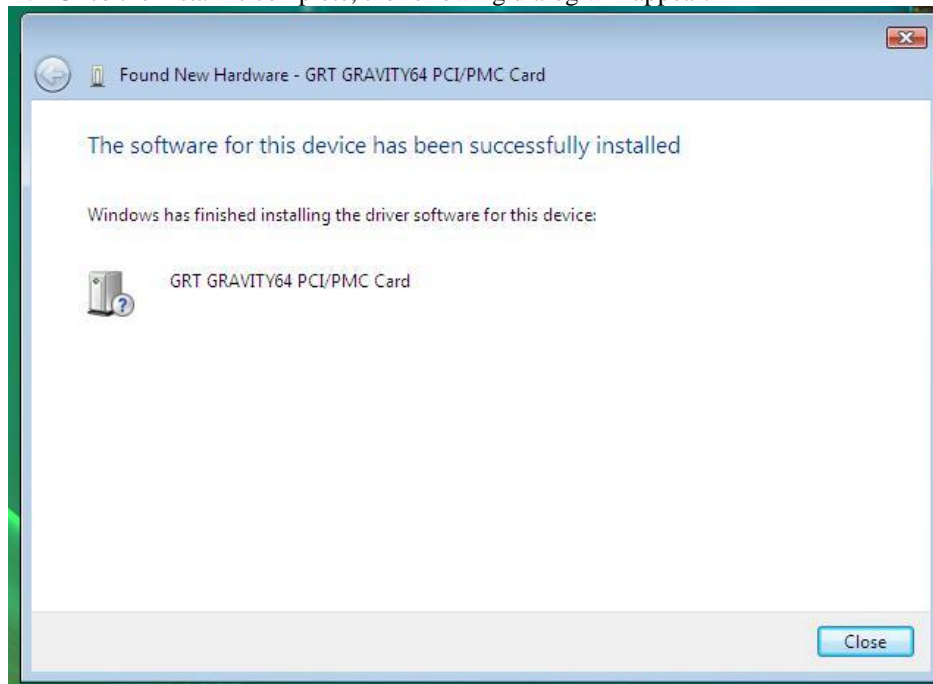 Found New Hardware - GRT GRAVITY64 PCI/PMC Card
The software for this device has been successfully installed
Windows has finished installing the driver software for this device:
GRT GRAVITY64 PCI/PMC Card
Close